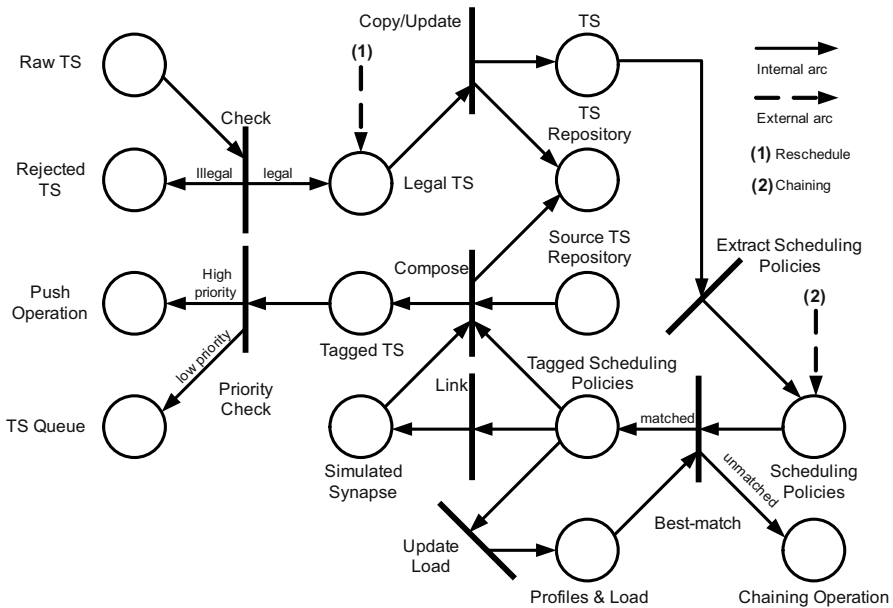 Copy/Update
TS
Raw TS
(1)
Internal arc
External arc
Check
TS
Repository
Rejected
TS
Illegal
legal
Legal TS
(1) Reschedule
(2) Chaining
Source TS
Repository
Extract Scheduling
Policies
Compose
Push
Operation
High
priority
Tagged TS
(2)
low priority
Priority
Check
Link
Tagged Scheduling
Policies
TS Queue
matched
Simulated
Synapse
unmatched
Scheduling
Policies
Best-match
Update
Load
Profiles & Load
Chaining Operation